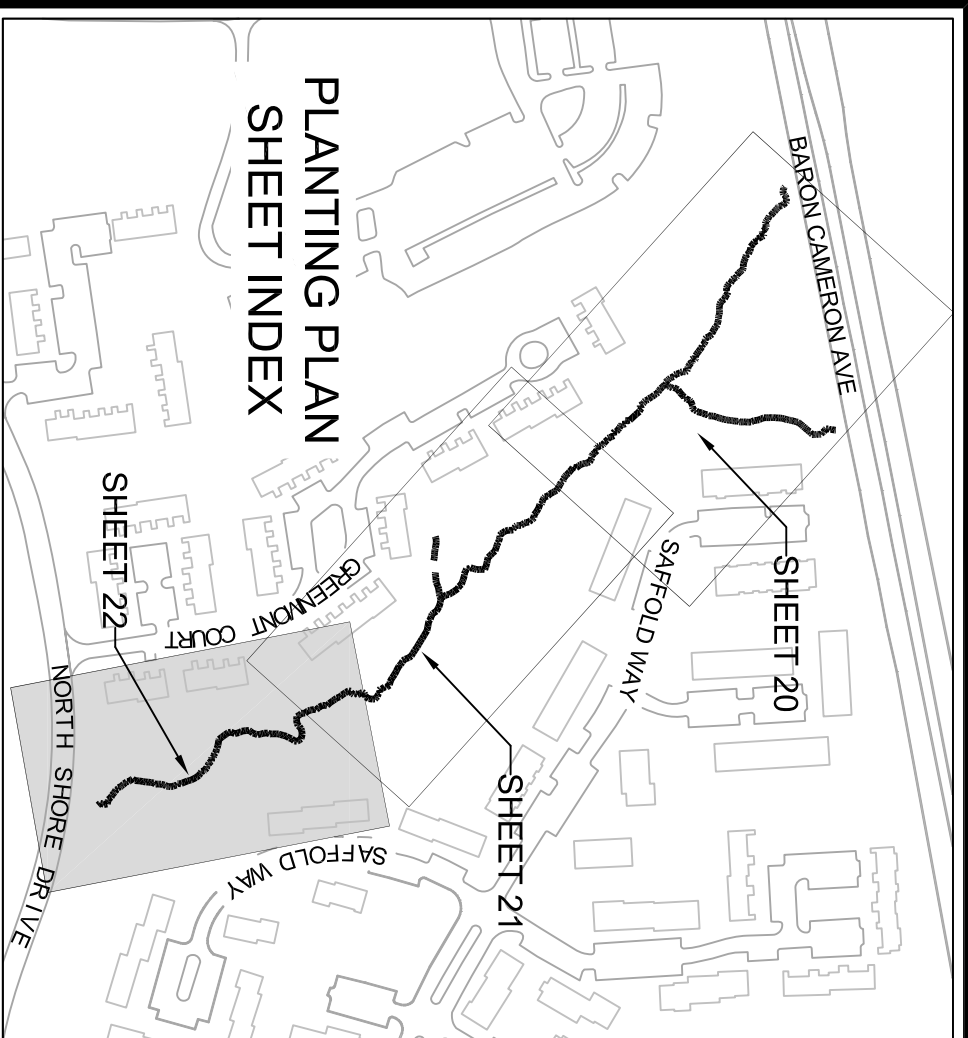 PLANTING PLAN
SHEET INDEX
BARON CAMERON AVE
SHEET 20
SAFFOLD WAY
SHEET 21
GREENMONT COURT
SHEET 22
SAFFOLD WAY
NORTH SHORE DRIVE